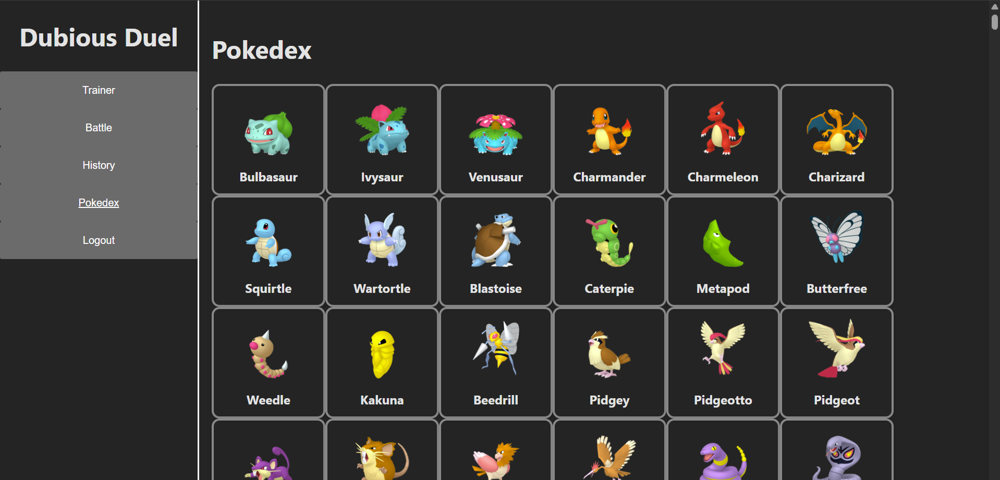 Dubious Duel
Trainer
Battle
History
Pokedex
Logout
Pokedex
Bulbasaur
Ivysaur
Venusaur
Charmander
Charmeleon
Charizard
Squirtle
Wartortle
Blastoise
Caterpie
Metapod
Butterfree
Weedle
Kakuna
Beedrill
Pidgey
Pidgeotto
Pidgeot